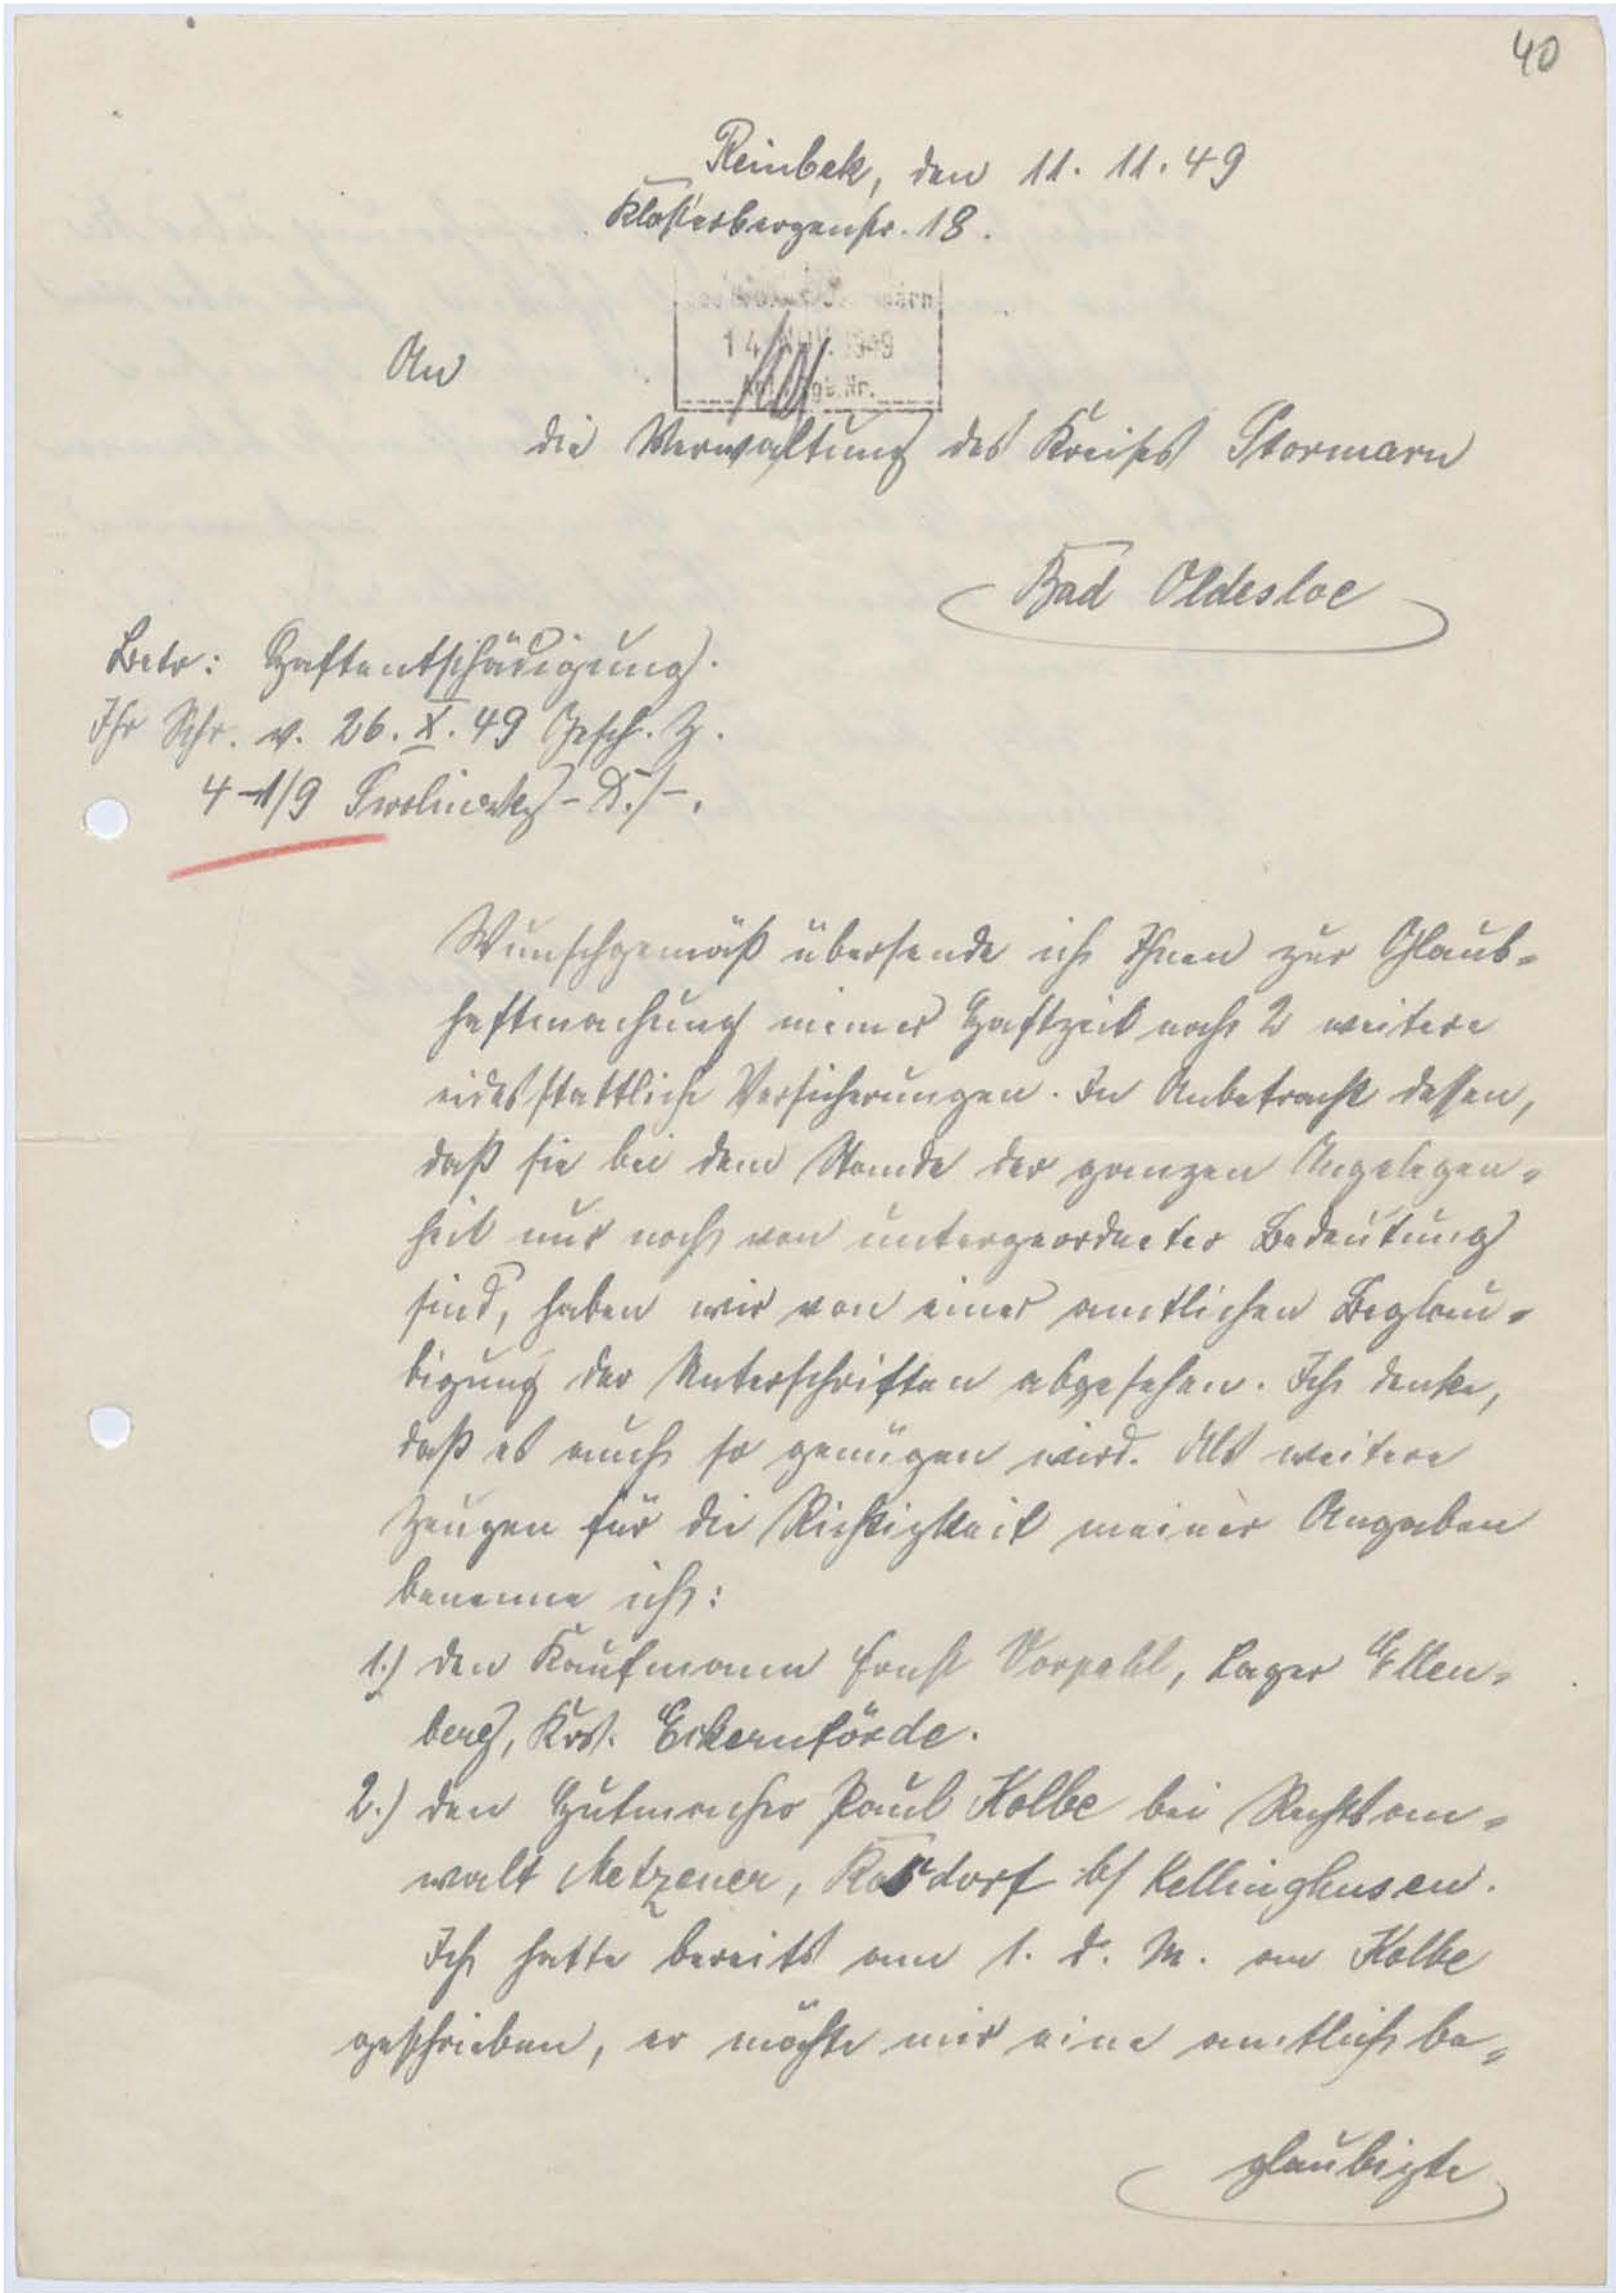 40
Reinbek, den 11. 11. 49
Klosterbergenstr. 18.
14. NOV. 1949
An
die Verwaltung des Kreises Stormarn
Bad Oldesloe
Betr: Haftentschädigung.
Ihr Schr. v. 26. X. 49 Gesch. Z.
4-1/9 - D./-.
Wunschgemäß übersende ich Ihnen zur Glaub=
haftmachung meiner Haftzeit noch 2 weitere
eidesstattliche Versicherungen. In Anbetracht dessen,
daß sie bei dem Stande der ganzen Angelegen=
heit nur noch von untergeordneter Bedeutung
sind, haben wir von einer amtlichen Beglau=
bigung der Unterschriften abgesehen. Ich denke,
daß es auch so genügen wird. Als weitere
Zeugen für die Richtigkeit meiner Angaben
benenne ich:
1.) den Kaufmann Ernst Vorpahl, Lager Ellen=
berg, Krs. Eckernförde.
2.) den Hutmacher Paul Kolbe bei Rechtsan=
walt Metzener, Rosdorf b/ Kellinghusen.
Ich hatte bereits am 1. d. M. an Kolbe
geschrieben, er möchte mir eine amtlich be=
glaubigte